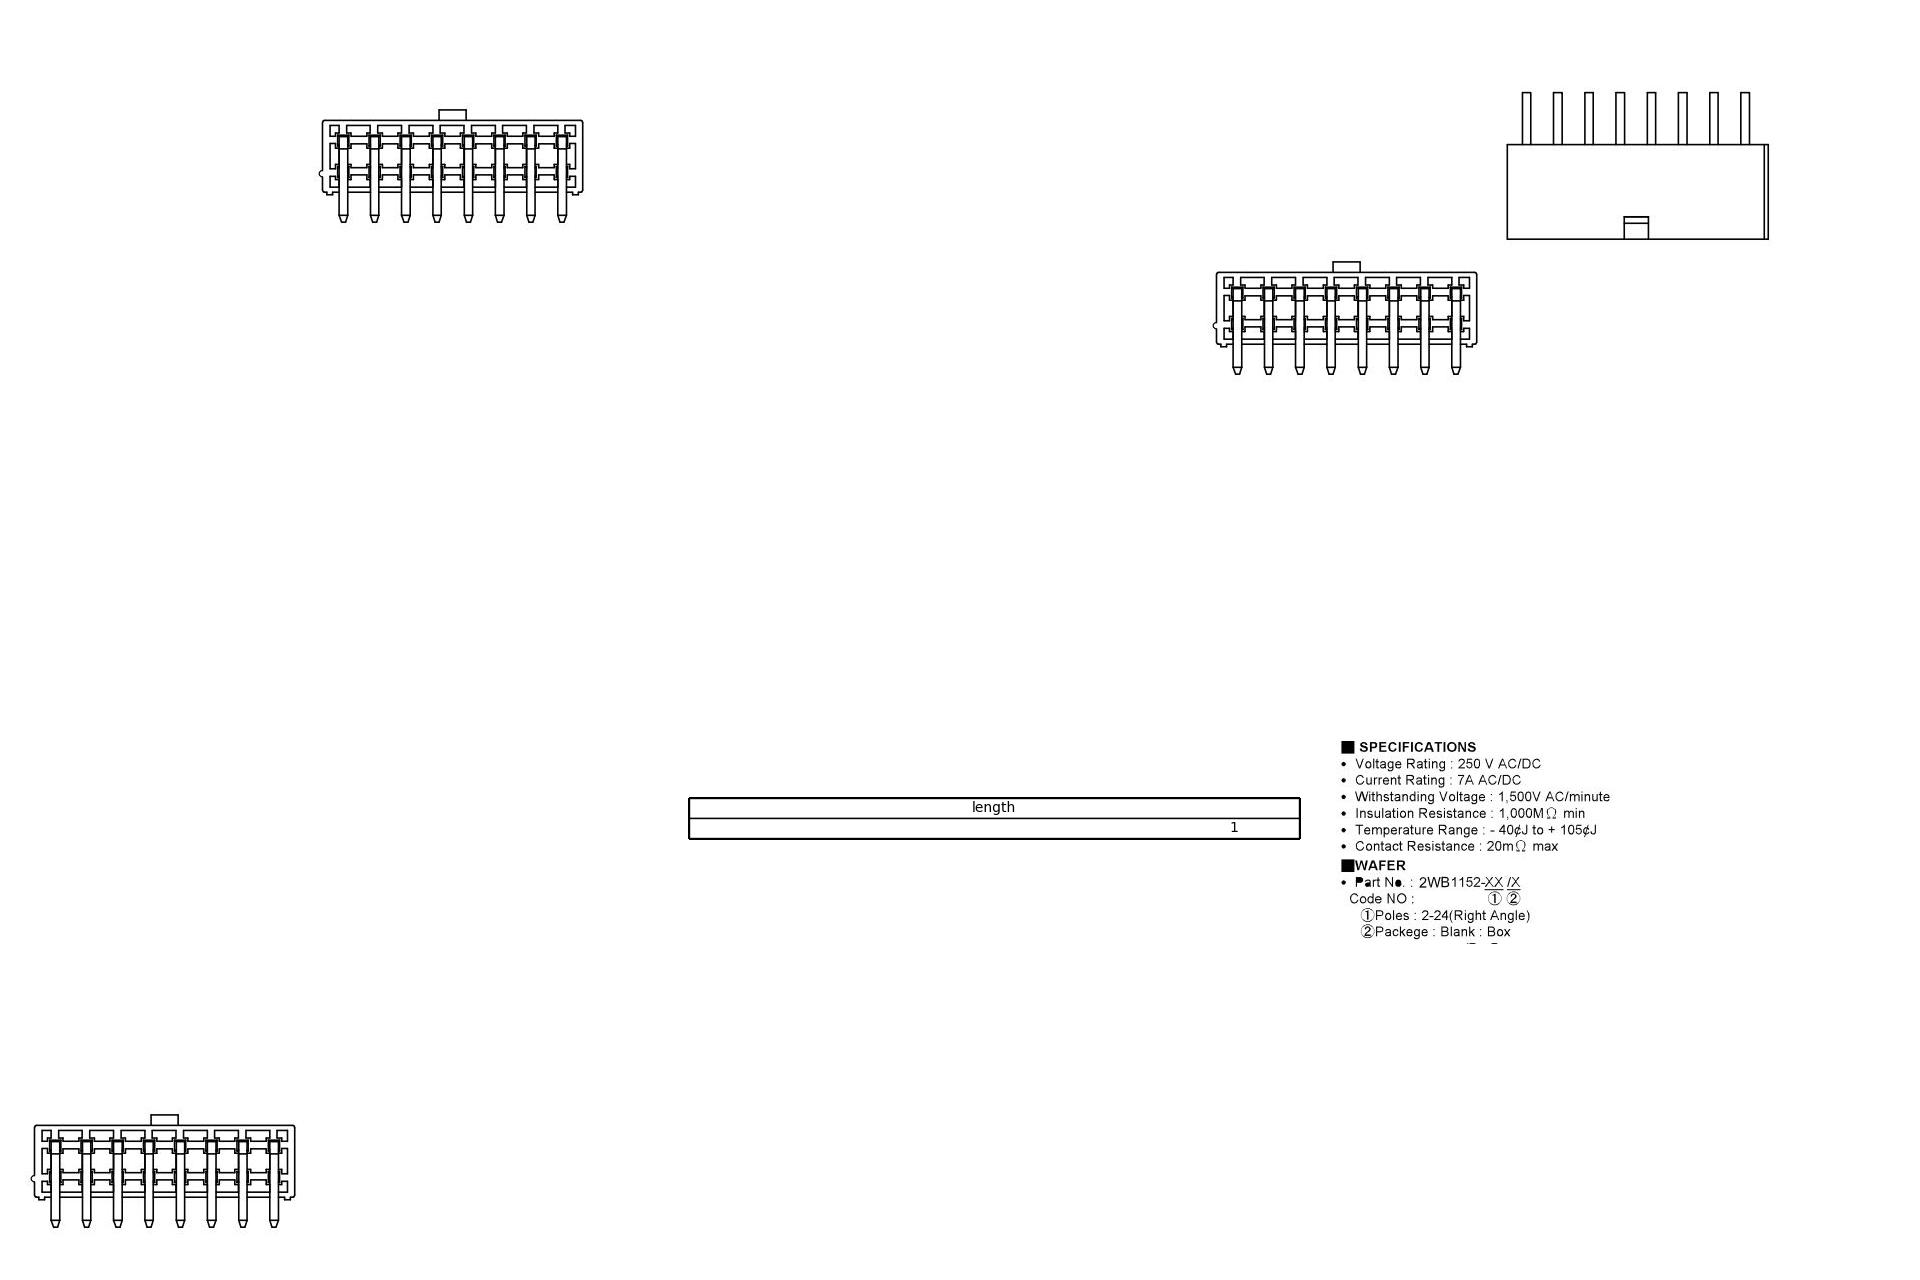 length
1
■ SPECIFICATIONS
• Voltage Rating : 250 V AC/DC
• Current Rating : 7A AC/DC
• Withstanding Voltage : 1,500V AC/minute
• Insulation Resistance : 1,000MΩ min
• Temperature Range : - 40¢J to + 105¢J
• Contact Resistance : 20mΩ max
■WAFER
• Part No. : 2WB1152-XX /X
Code NO : ① ②
①Poles : 2-24(Right Angle)
②Packege : Blank : Box